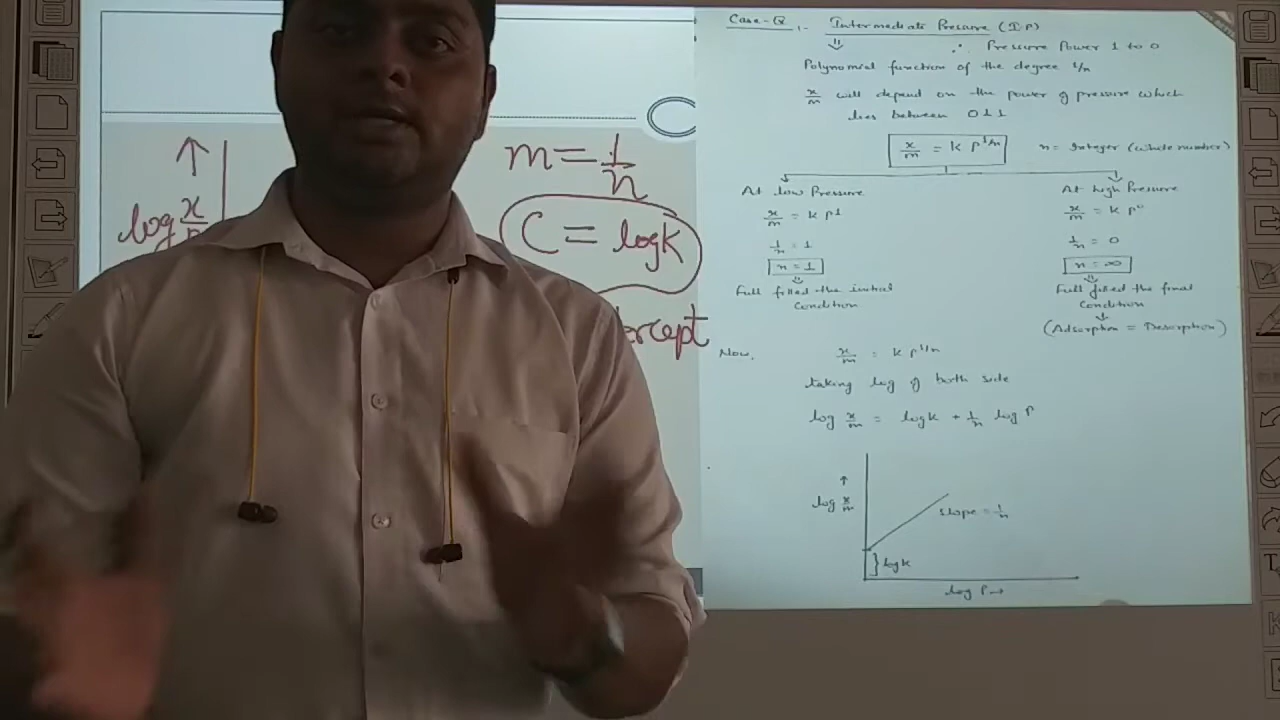 ↑
log x/
m = 1/n
C = logk
ercept
Case-II :- Intermediate Pressure (I.P)
⇓ ∴ Pressure Power 1 to 0
Polynomial function of the degree 1/n
x/m will depend on the power of pressure which
lies between 0 & 1
x/m = k P^1/n n = Integer (whole number)
At low Pressure At high Pressure
x/m = k P^1 x/m = k P^0
1/n = 1 1/n = 0
n = 1 n = ∞
⇓ ⇓
Full filled the initial Full filled the final
condition condition
↓
(Adsorption = Desorption)
Now, x/m = k P^1/n
taking log of both side
log x/m = logk + 1/n log P
↑
log x/m
slope = 1/n
} logk
log P →